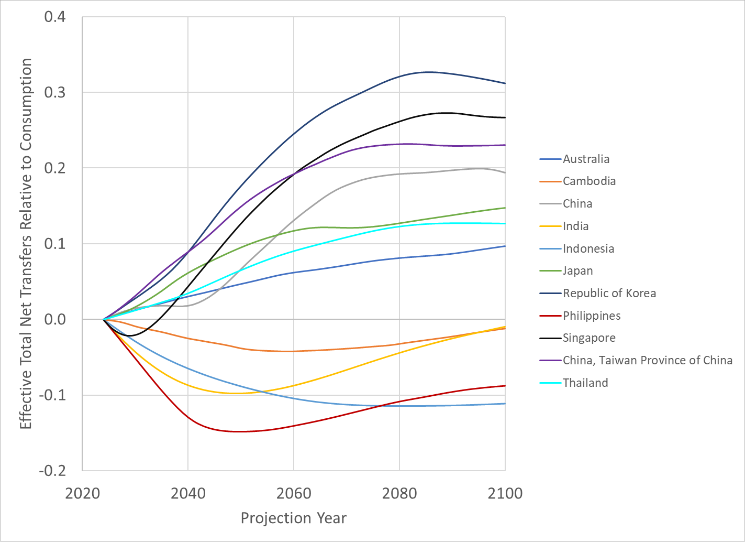 Effective Total Net Transfers Relative to Consumption
0.4
0.3
0.2
0.1
0.0
-0.1
-0.2
2020 2040 2060 2080 2100
Projection Year
Australia
Cambodia
China
India
Indonesia
Japan
Republic of Korea
Philippines
Singapore
China, Taiwan Province of China
Thailand